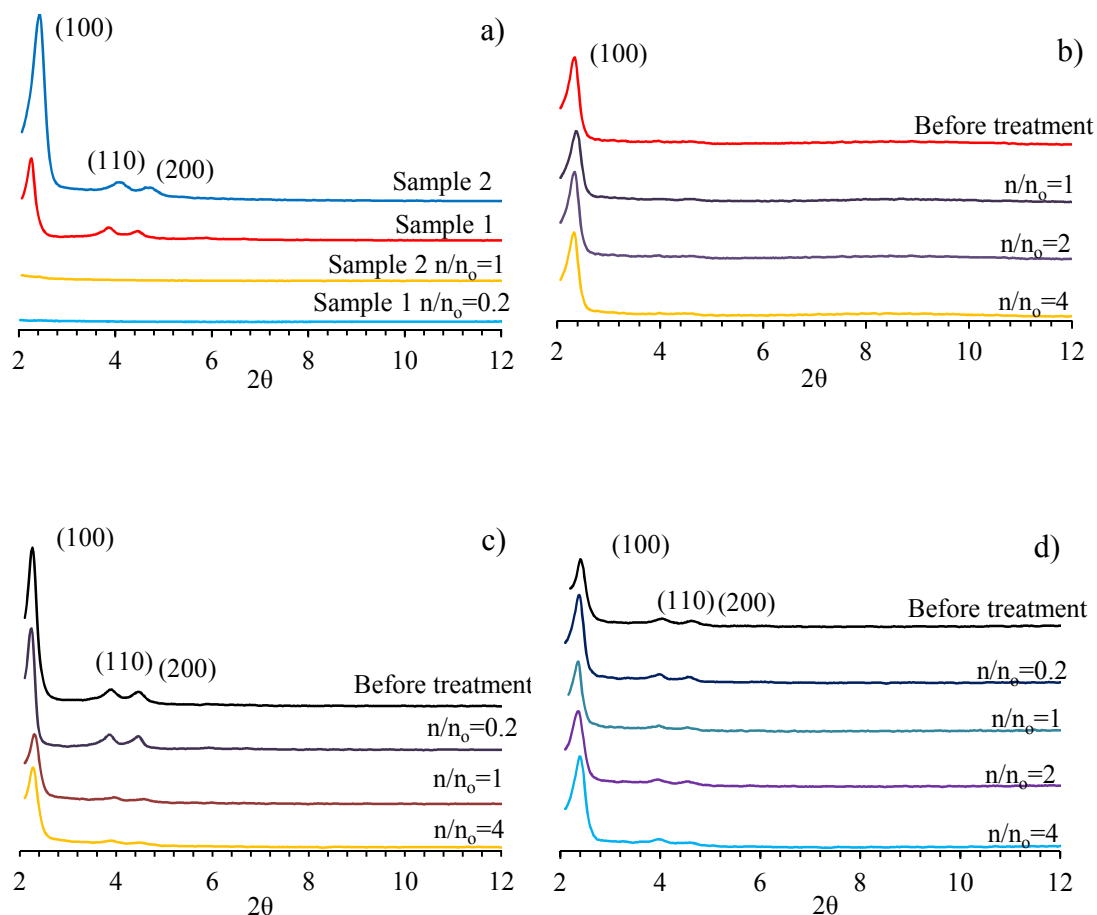 a)
(100)
(110)
(200)
Sample 2
Sample 1
Sample 2 n/nₒ=1
Sample 1 n/nₒ=0.2
2 4 6 8 10 12
2θ
b)
(100)
Before treatment
n/nₒ=1
n/nₒ=2
n/nₒ=4
2 4 6 8 10 12
2θ
c)
(100)
(110)
(200)
Before treatment
n/nₒ=0.2
n/nₒ=1
n/nₒ=4
2 4 6 8 10 12
2θ
d)
(100)
(110) (200)
Before treatment
n/nₒ=0.2
n/nₒ=1
n/nₒ=2
n/nₒ=4
2 4 6 8 10 12
2θ